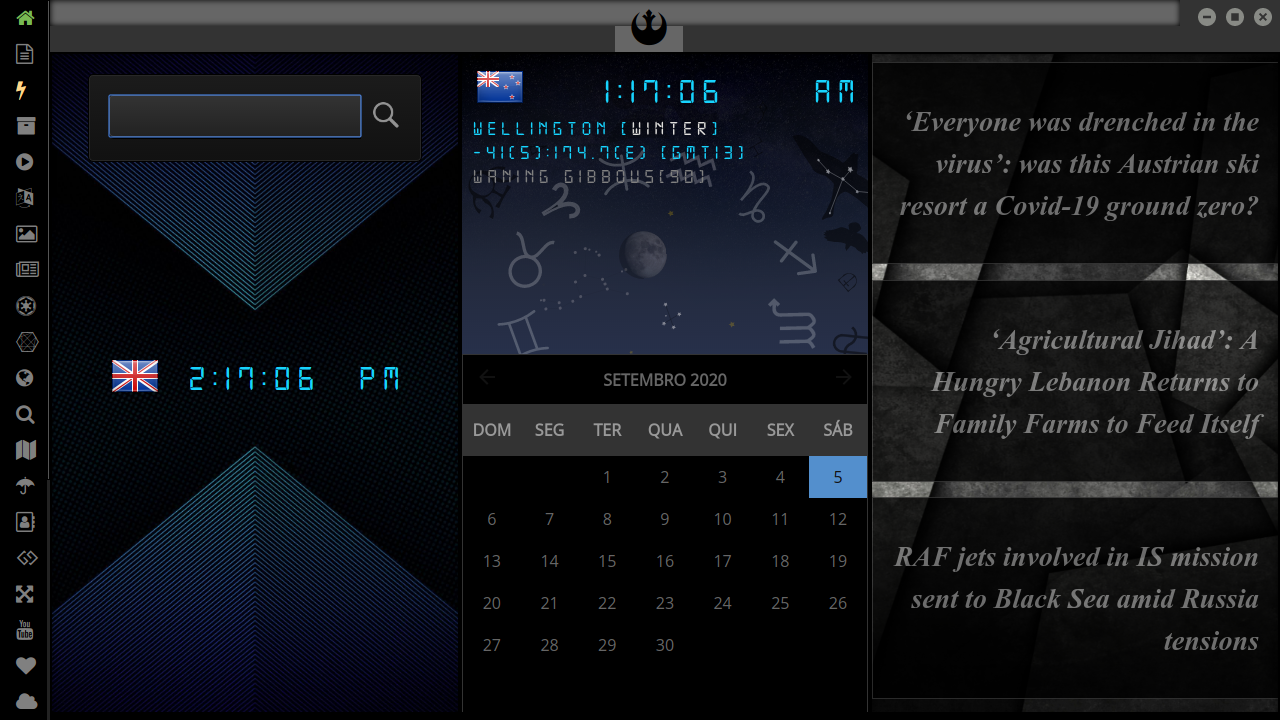 1:17:06 AM
WELLINGTON (WINTER)
-41(S):174.7(E) (GMT13)
WANING GIBBOUS(90)
2:17:06 PM
SETEMBRO 2020
DOM SEG TER QUA QUI SEX SÁB
1 2 3 4 5
6 7 8 9 10 11 12
13 14 15 16 17 18 19
20 21 22 23 24 25 26
27 28 29 30
‘Everyone was drenched in the
virus’: was this Austrian ski
resort a Covid-19 ground zero?
‘Agricultural Jihad’: A
Hungry Lebanon Returns to
Family Farms to Feed Itself
RAF jets involved in IS mission
sent to Black Sea amid Russia
tensions
You
Tube